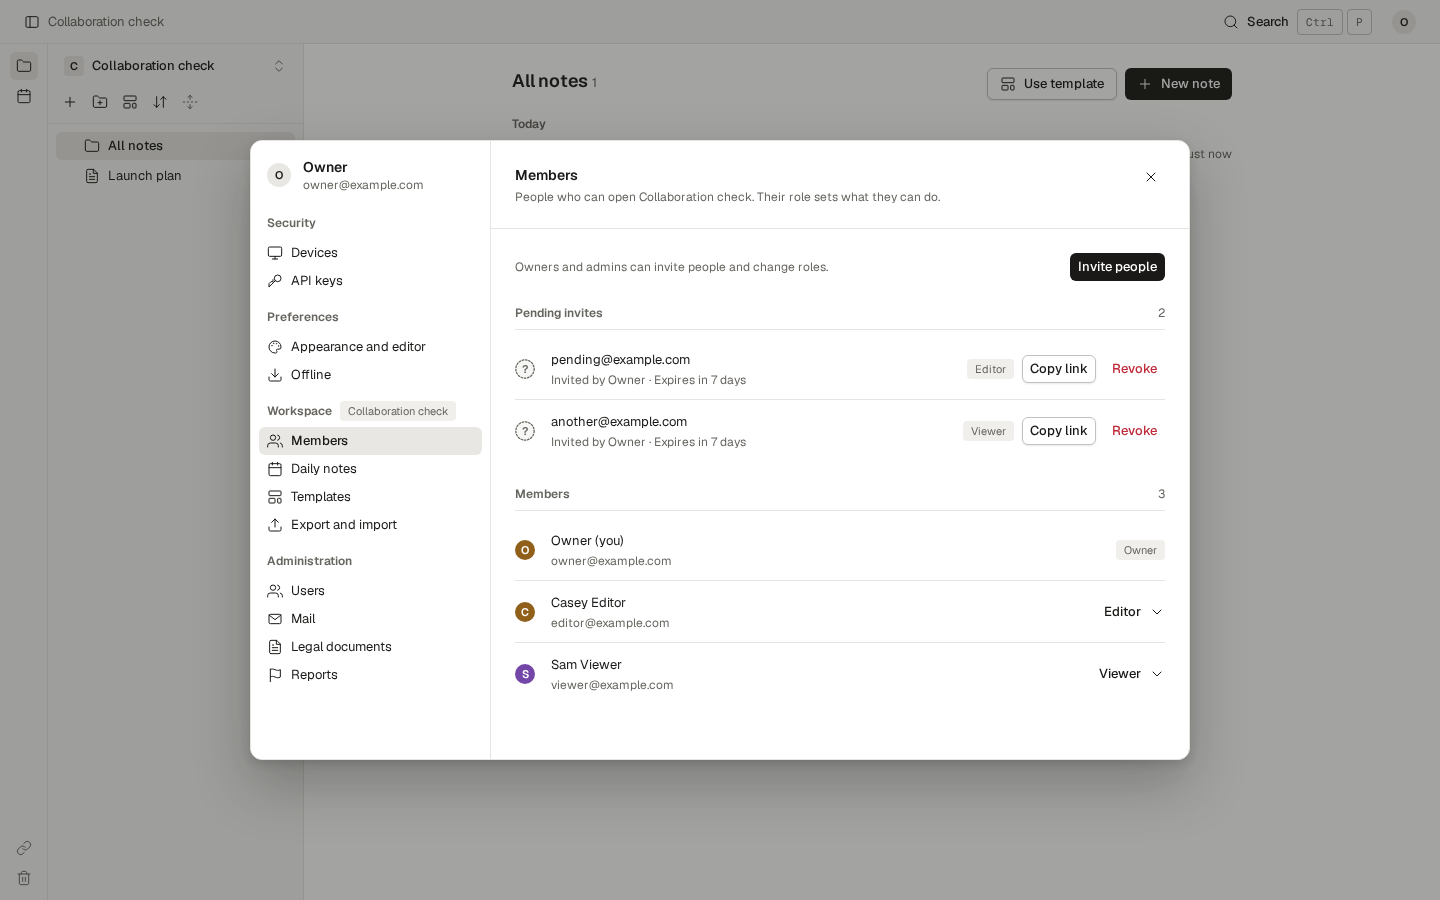 Collaboration check
Search
Ctrl
P
O
C
Collaboration check
All notes 1
Use template
New note
Today
All notes
Launch plan
ust now
O
Owner
owner@example.com
Security
Devices
API keys
Preferences
Appearance and editor
Offline
Workspace
Collaboration check
Members
Daily notes
Templates
Export and import
Administration
Users
Mail
Legal documents
Reports
Members
People who can open Collaboration check. Their role sets what they can do.
Owners and admins can invite people and change roles.
Invite people
Pending invites
2
?
pending@example.com
Invited by Owner · Expires in 7 days
Editor
Copy link
Revoke
?
another@example.com
Invited by Owner · Expires in 7 days
Viewer
Copy link
Revoke
Members
3
O
Owner (you)
owner@example.com
Owner
C
Casey Editor
editor@example.com
Editor
S
Sam Viewer
viewer@example.com
Viewer